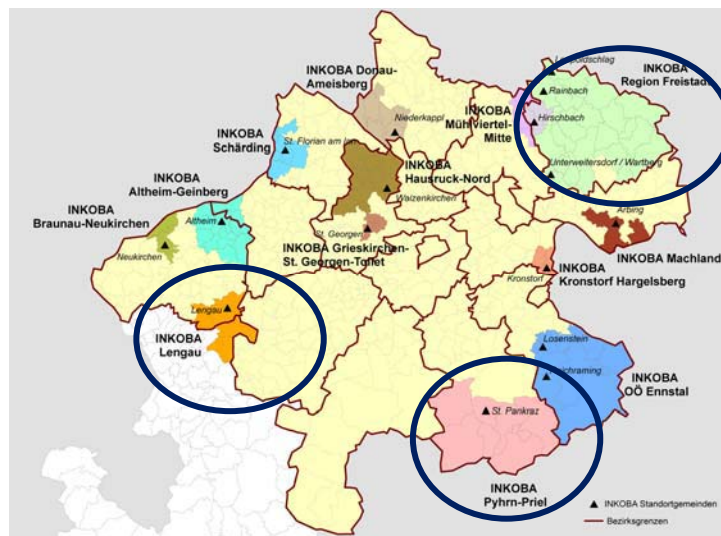 INKOBA Donau-
Ameisberg
Niederkappl
INKOBA
Mühlviertel-
Mitte
Leopoldschlag
Rainbach
Hirschbach
INKOBA
Region Freistadt
Unterweitersdorf / Wartberg
INKOBA
Schärding
St. Florian am Inn
INKOBA
Hausruck-Nord
Waizenkirchen
INKOBA
Altheim-Geinberg
Altheim
INKOBA
Braunau-Neukirchen
Neukirchen
St. Georgen
INKOBA Grieskirchen-
St. Georgen-Tollet
Arbing
INKOBA Machland
INKOBA
Kronstorf Hargelsberg
Kronstorf
Lengau
INKOBA
Lengau
Losenstein
INKOBA
OÖ Ennstal
St. Pankraz
INKOBA
Pyhrn-Priel
INKOBA Standortgemeinden
Bezirksgrenzen